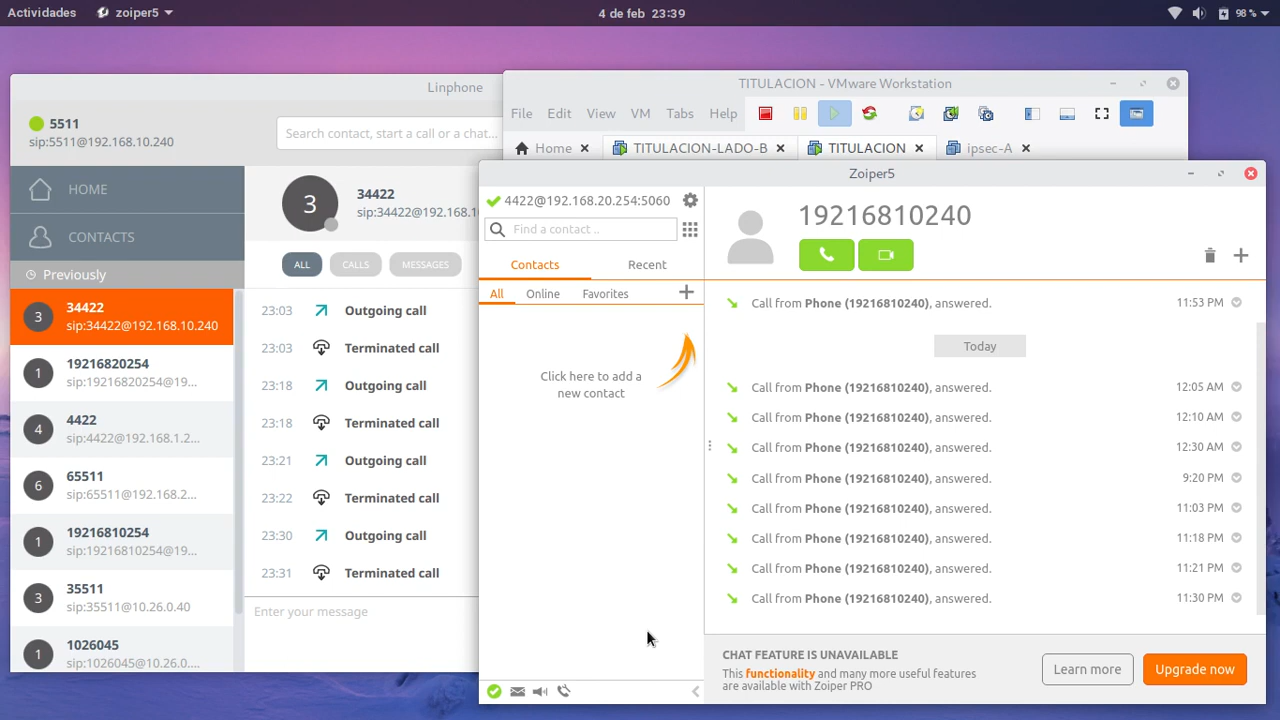 Actividades
zoiper5
4 de feb 23:39
98 %
Linphone
5511
sip:5511@192.168.10.240
Search contact, start a call or a chat...
HOME
CONTACTS
Previously
3
34422
sip:34422@192.168.10.240
1
19216820254
sip:19216820254@19...
4
4422
sip:4422@192.168.1.2...
6
65511
sip:65511@192.168.2...
1
19216810254
sip:19216810254@19...
3
35511
sip:35511@10.26.0.40
1
1026045
sip:1026045@10.26.0....
3
34422
sip:34422@192.168.1
ALL
CALLS
MESSAGES
23:03 Outgoing call
23:03 Terminated call
23:18 Outgoing call
23:18 Terminated call
23:21 Outgoing call
23:22 Terminated call
23:30 Outgoing call
23:31 Terminated call
Enter your message
TITULACION - VMware Workstation
File Edit View VM Tabs Help
Home
TITULACION-LADO-B
TITULACION
ipsec-A
Zoiper5
4422@192.168.20.254:5060
Find a contact ..
Contacts
Recent
All
Online
Favorites
Click here to add a
new contact
19216810240
Call from Phone (19216810240), answered. 11:53 PM
Today
Call from Phone (19216810240), answered. 12:05 AM
Call from Phone (19216810240), answered. 12:10 AM
Call from Phone (19216810240), answered. 12:30 AM
Call from Phone (19216810240), answered. 9:20 PM
Call from Phone (19216810240), answered. 11:03 PM
Call from Phone (19216810240), answered. 11:18 PM
Call from Phone (19216810240), answered. 11:21 PM
Call from Phone (19216810240), answered. 11:30 PM
CHAT FEATURE IS UNAVAILABLE
This functionality and many more useful features
are available with Zoiper PRO
Learn more
Upgrade now